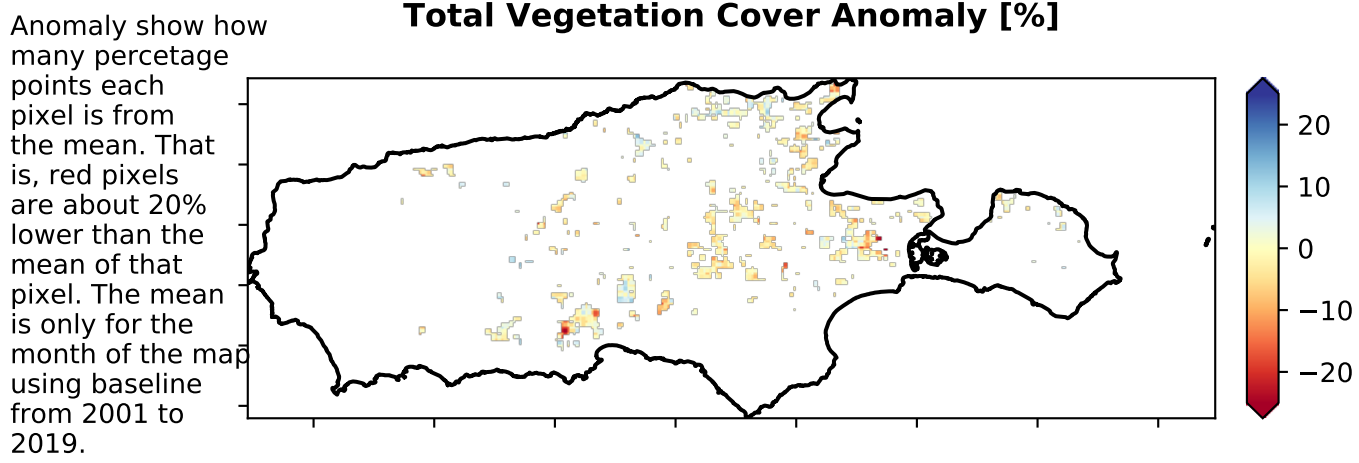 Total Vegetation Cover Anomaly [%]
Anomaly show how
many percetage
points each
pixel is from
the mean. That
is, red pixels
are about 20%
lower than the
mean of that
pixel. The mean
is only for the
month of the map
using baseline
from 2001 to
2019.
20
10
0
−10
−20